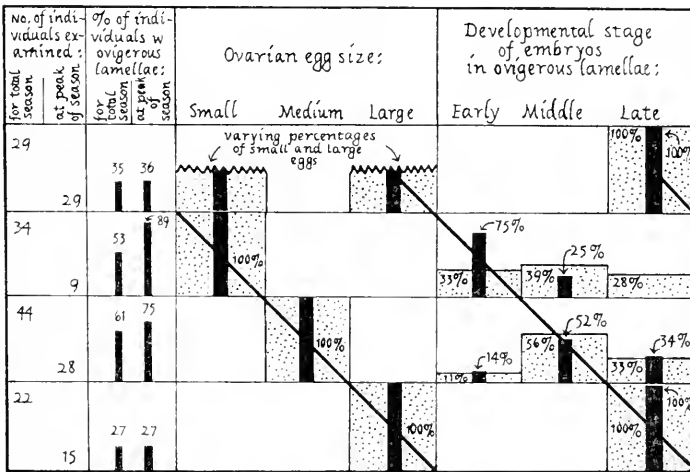 No. of indi-
viduals ex-
amined:
for total
season
at peak
of season
% of individuals w
ovigerous
lamellae:
for total
season
at peak
of
season
Ovarian egg size:
Small Medium Large
Developmental stage
of embryos
in ovigerous lamellae:
Early Middle Late
varying percentages
of small and large
eggs
29
29
35 36
100%
100%
34
9
53 89
100%
75%
33%
25%
39%
28%
44
28
61 75
100%
14%
11%
52%
56%
34%
33%
22
15
27 27
100%
100%
100%